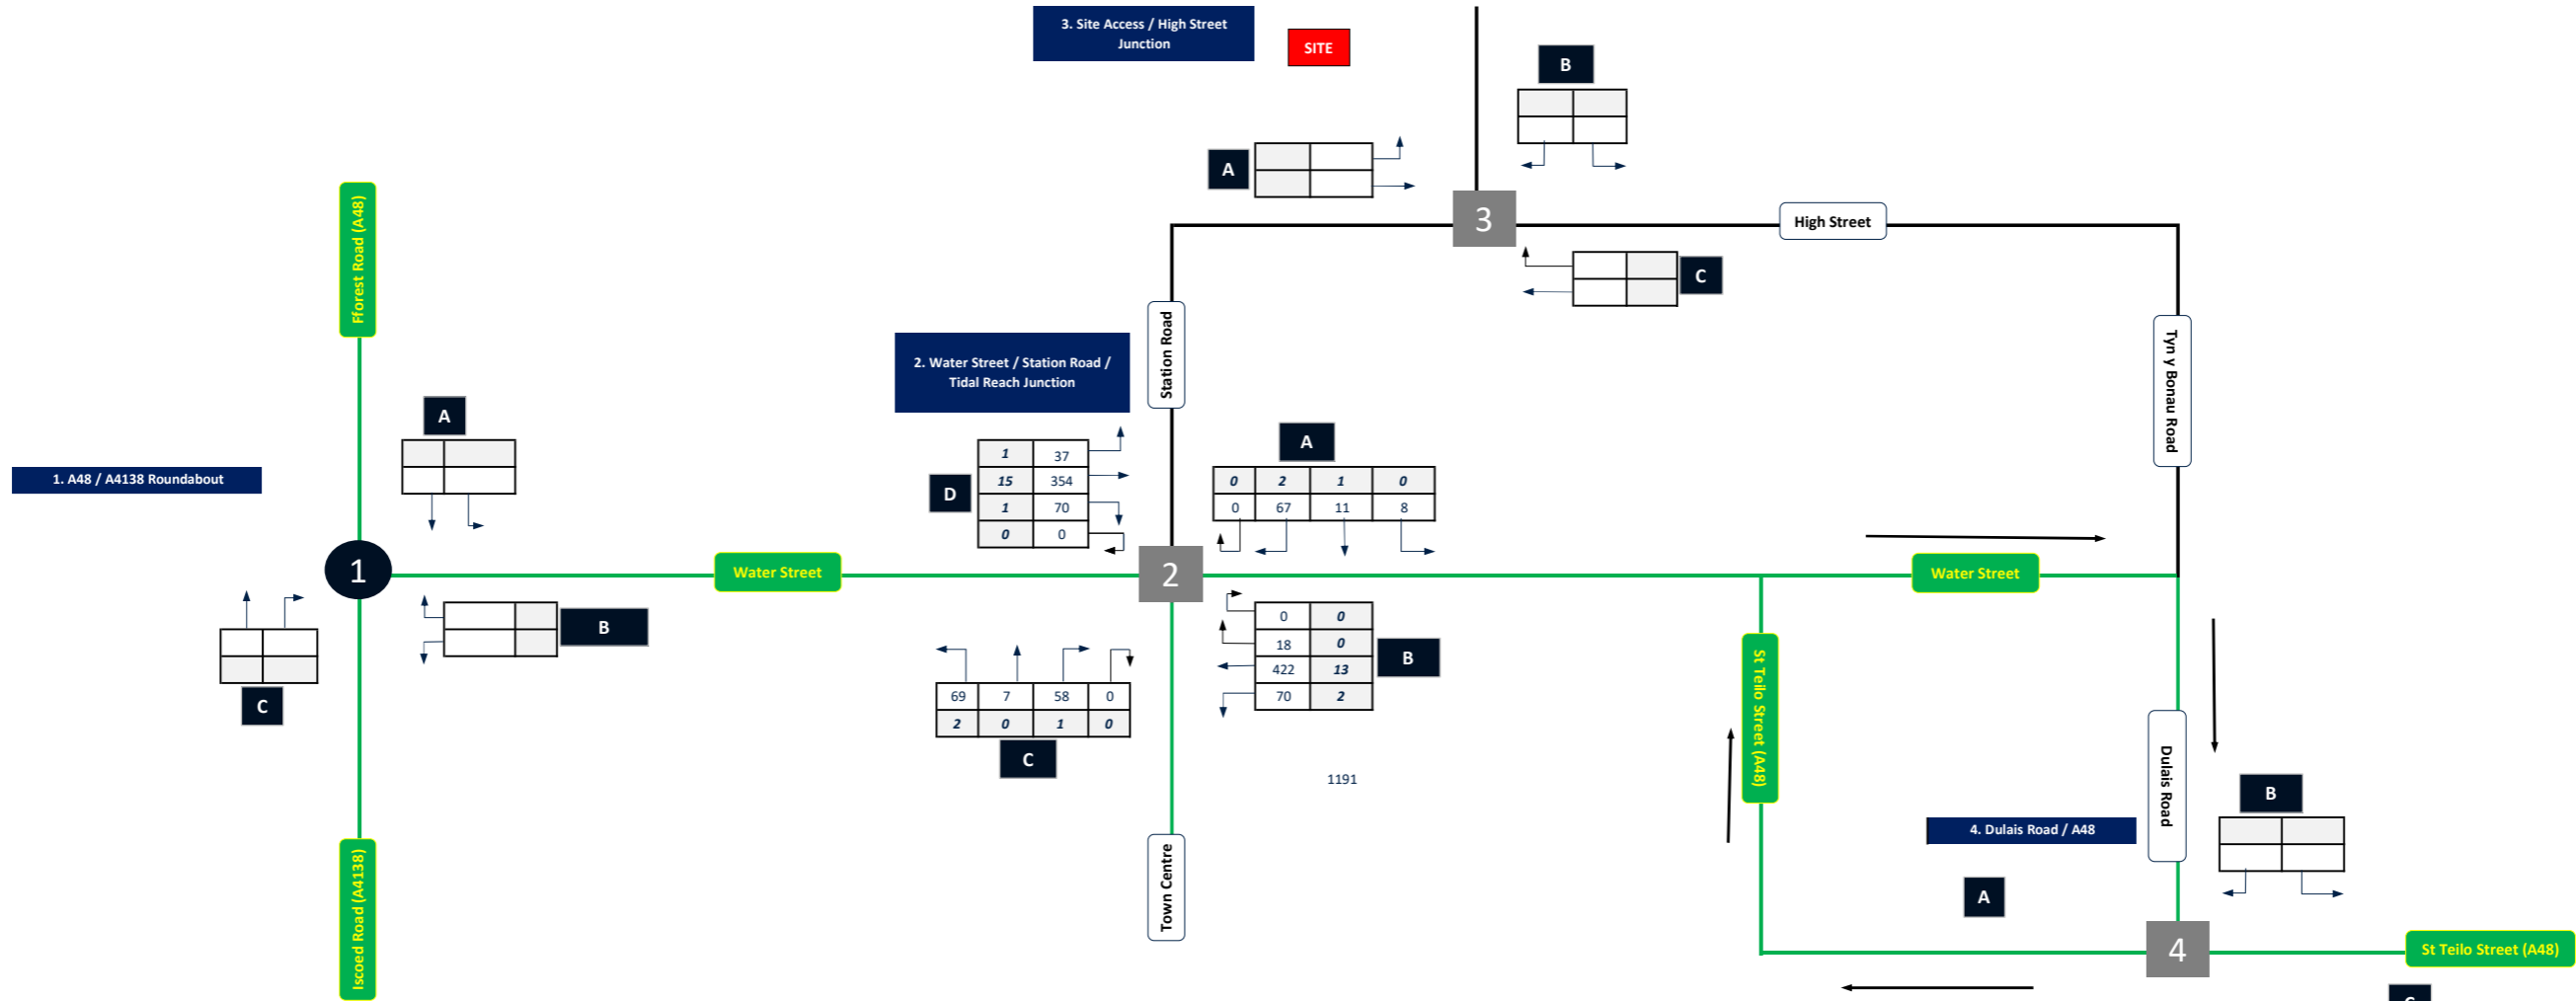 3. Site Access / High Street
Junction
SITE
B
A
3
High Street
C
Fforest Road (A48)
Station Road
Tyn y Bonau Road
2. Water Street / Station Road /
Tidal Reach Junction
A
1. A48 / A4138 Roundabout
D
1 37
15 354
1 70
0 0
A
0 2 1 0
0 67 11 8
1
Water Street
2
Water Street
B
C
0 0
18 0
422 13
70 2
B
69 7 58 0
2 0 1 0
C
1191
St Teilo Street (A48)
Dulais Road
B
4. Dulais Road / A48
Iscoed Road (A4138)
Town Centre
A
4
St Teilo Street (A48)